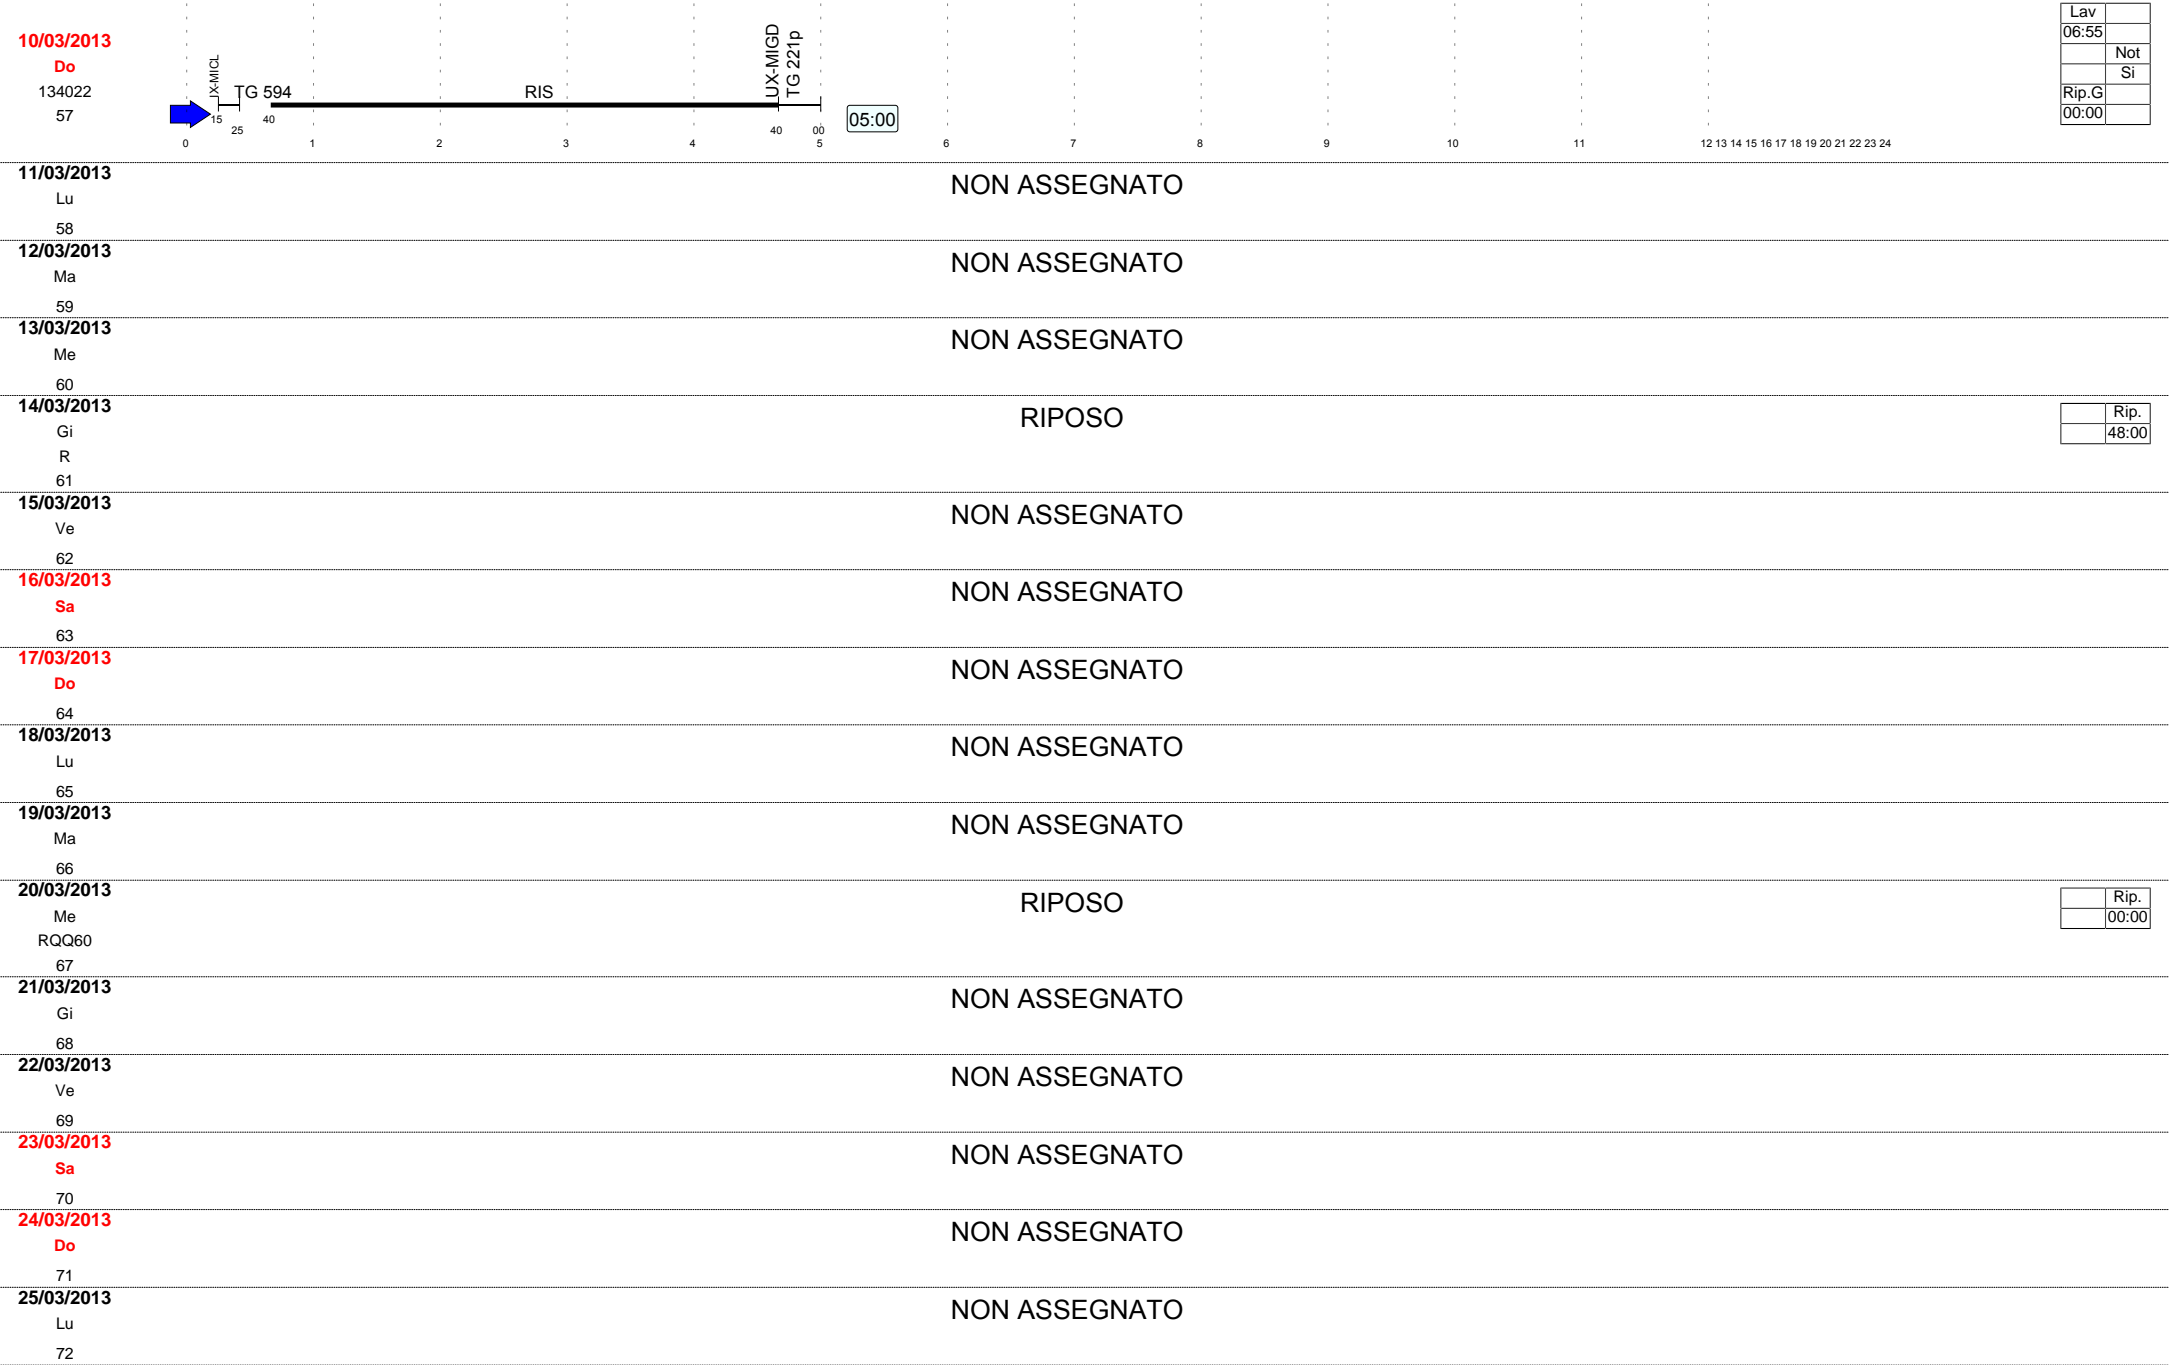 10/03/2013
Do
134022
57
TG 594
RIS
UX-MIGD
TG 221p
15
25
40
40
00
05:00
0 1 2 3 4 5 6 7 8 9 10 11 12 13 14 15 16 17 18 19 20 21 22 23 24
Lav
06:55
Not
Si
Rip.G
00:00
11/03/2013
Lu
58
NON ASSEGNATO
12/03/2013
Ma
59
NON ASSEGNATO
13/03/2013
Me
60
NON ASSEGNATO
14/03/2013
Gi
R
61
RIPOSO
Rip.
48:00
15/03/2013
Ve
62
NON ASSEGNATO
16/03/2013
Sa
63
NON ASSEGNATO
17/03/2013
Do
64
NON ASSEGNATO
18/03/2013
Lu
65
NON ASSEGNATO
19/03/2013
Ma
66
NON ASSEGNATO
20/03/2013
Me
RQQ60
67
RIPOSO
Rip.
00:00
21/03/2013
Gi
68
NON ASSEGNATO
22/03/2013
Ve
69
NON ASSEGNATO
23/03/2013
Sa
70
NON ASSEGNATO
24/03/2013
Do
71
NON ASSEGNATO
25/03/2013
Lu
72
NON ASSEGNATO